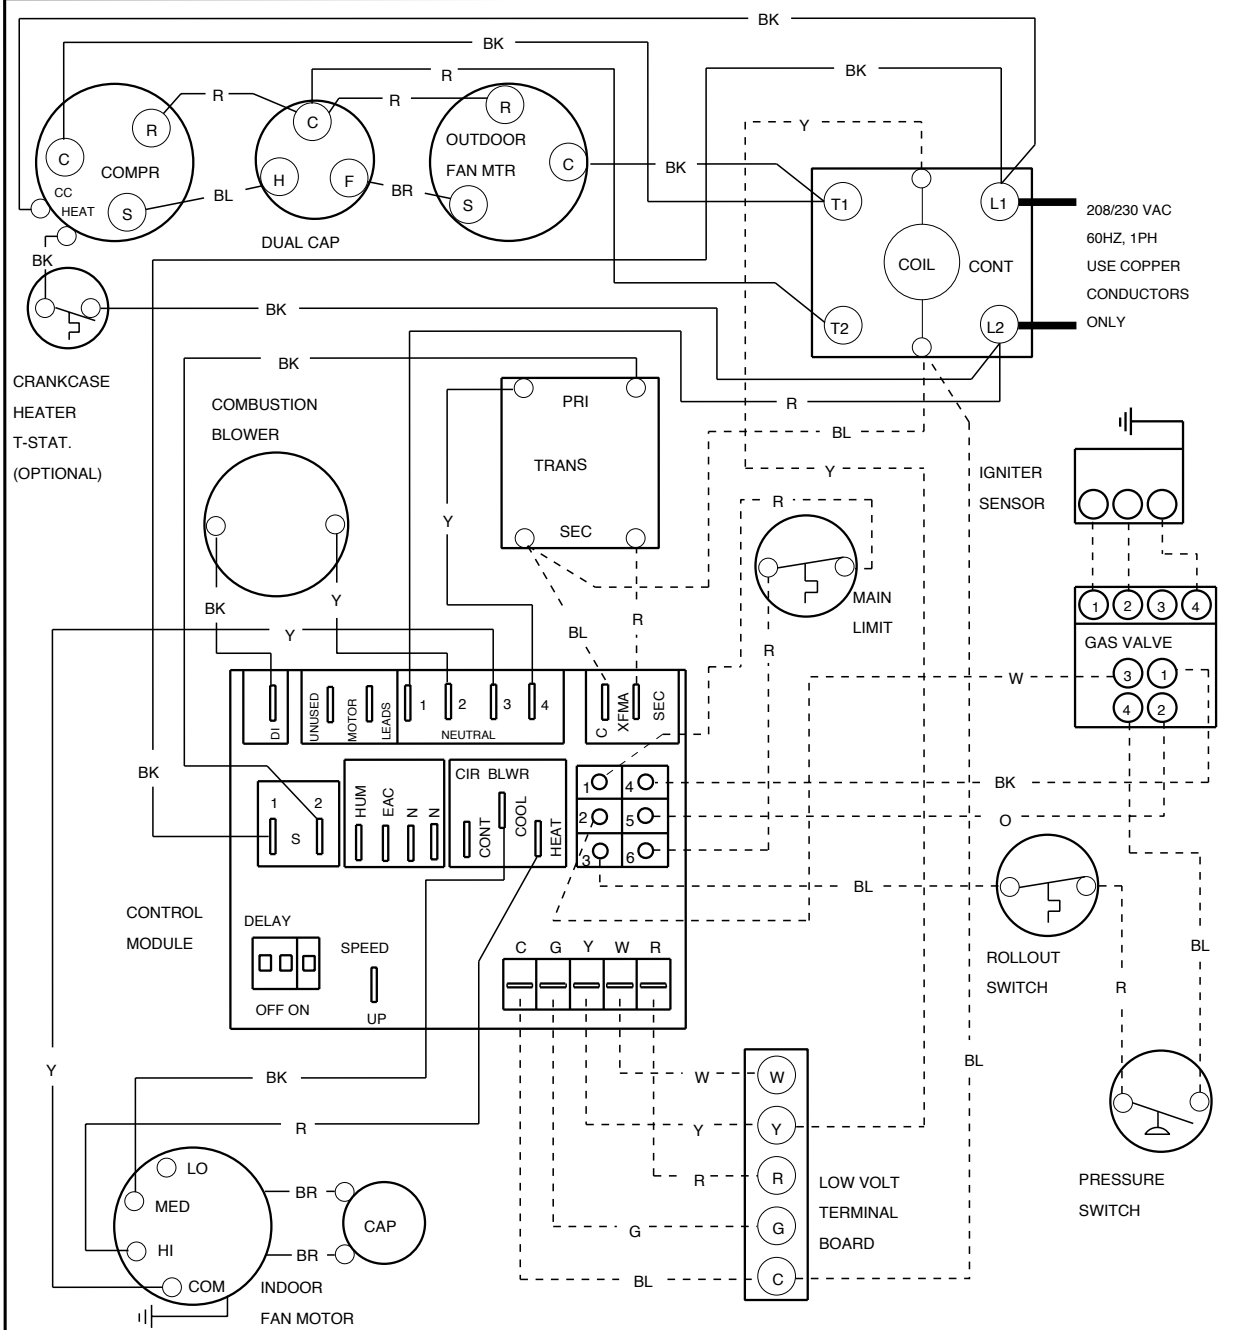 BK
BK
R
BK
R
R
Y
R
C
R
OUTDOOR
FAN MTR
C
BK
C
COMPR
CC
HEAT
S
BL
H
F
BR
S
DUAL CAP
T1
L1
COIL
CONT
T2
L2
208/230 VAC
60HZ, 1PH
USE COPPER
CONDUCTORS
ONLY
BK
BK
CRANKCASE
HEATER
T-STAT.
(OPTIONAL)
BK
R
COMBUSTION
BLOWER
PRI
TRANS
SEC
BL
Y
R
IGNITER
SENSOR
Y
MAIN
LIMIT
BK
Y
BL
R
R
Y
1
2
3
4
GAS VALVE
3
1
4
2
W
DI
UNUSED
MOTOR
LEADS
1
2
3
4
NEUTRAL
C
XFMA
SEC
BK
1
2
S
HUM
EAC
N
N
CIR BLWR
CONT
COOL
HEAT
1
4
2
5
3
6
BK
O
BL
ROLLOUT
SWITCH
R
BL
CONTROL
MODULE
DELAY
OFF ON
SPEED
UP
C
G
Y
W
R
Y
BK
R
W
W
Y
Y
R
R
G
G
BL
C
BL
LOW VOLT
TERMINAL
BOARD
PRESSURE
SWITCH
LO
MED
HI
COM
BR
BR
CAP
INDOOR
FAN MOTOR